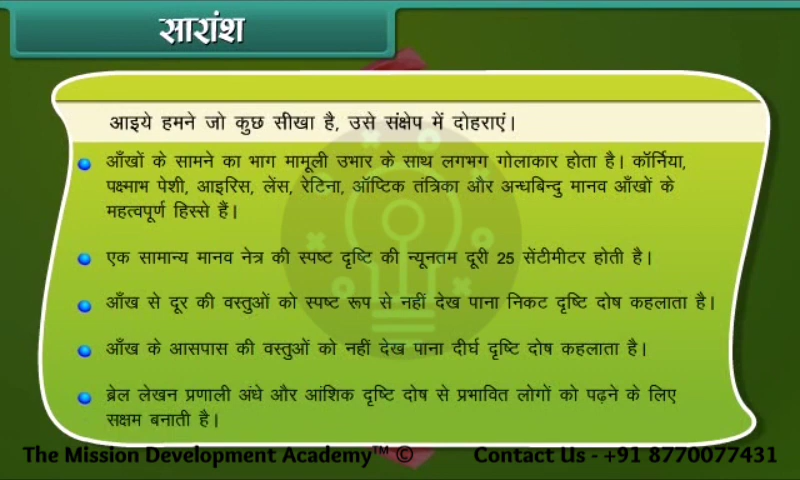 सारांश
आइये हमने जो कुछ सीखा है, उसे संक्षेप में दोहराएं।
आँखों के सामने का भाग मामूली उभार के साथ लगभग गोलाकार होता है। कॉर्निया,
पक्ष्माभ पेशी, आइरिस, लेंस, रेटिना, ऑप्टिक तंत्रिका और अन्धबिन्दु मानव आँखों के
महत्वपूर्ण हिस्से हैं।
एक सामान्य मानव नेत्र की स्पष्ट दृष्टि की न्यूनतम दूरी 25 सेंटीमीटर होती है।
आँख से दूर की वस्तुओं को स्पष्ट रूप से नहीं देख पाना निकट दृष्टि दोष कहलाता है।
आँख के आसपास की वस्तुओं को नहीं देख पाना दीर्घ दृष्टि दोष कहलाता है।
ब्रेल लेखन प्रणाली अंधे और आंशिक दृष्टि दोष से प्रभावित लोगों को पढ़ने के लिए
सक्षम बनाती है।
The Mission Development Academy™ © Contact Us - +91 8770077431